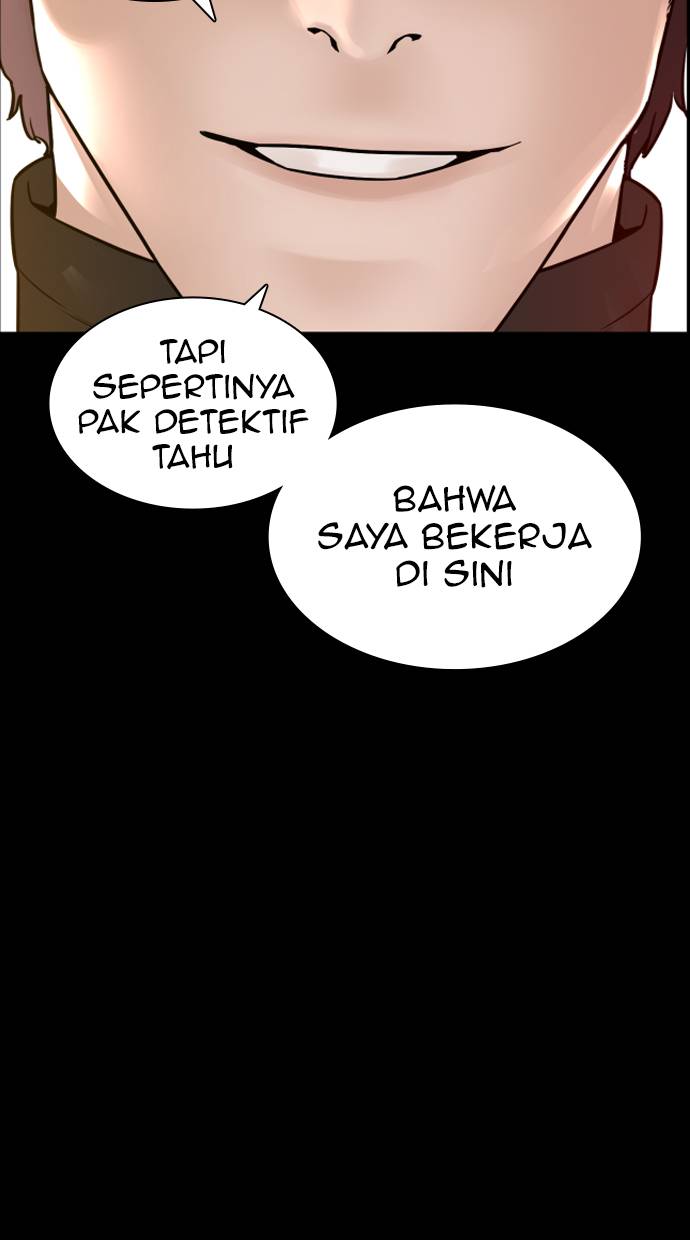 TAPI
SEPERTINYA
PAK DETEKTIF
TAHU
BAHWA
SAYA BEKERJA
DI SINI